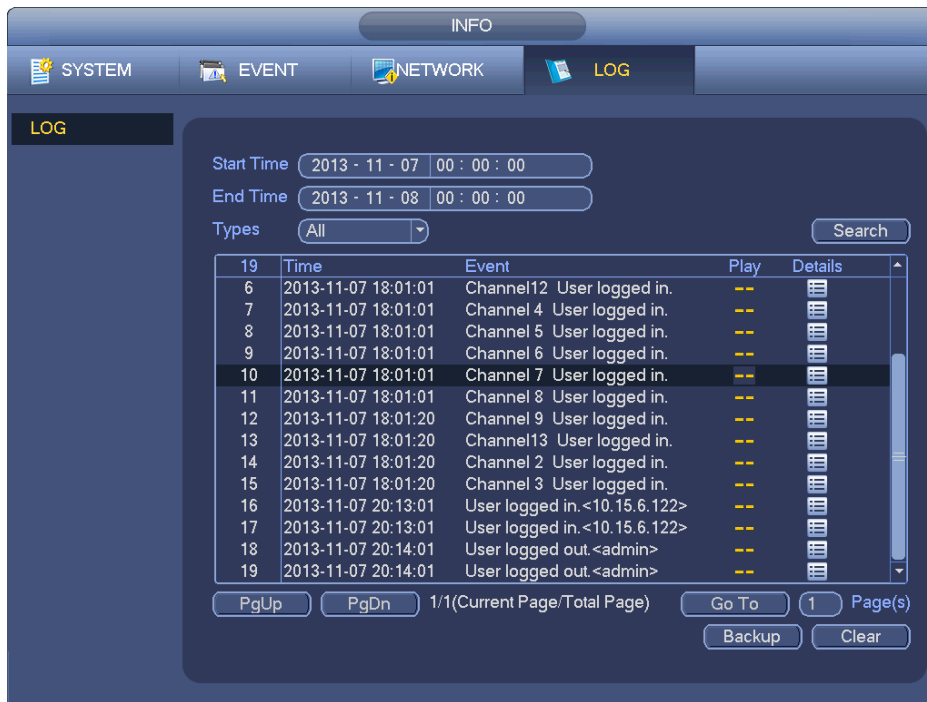 INFO
SYSTEM EVENT NETWORK LOG
LOG
Start Time 2013 - 11 - 07 00 : 00 : 00
End Time 2013 - 11 - 08 00 : 00 : 00
Types All Search
19 Time Event Play Details
6 2013-11-07 18:01:01 Channel12 User logged in. --
7 2013-11-07 18:01:01 Channel 4 User logged in. --
8 2013-11-07 18:01:01 Channel 5 User logged in. --
9 2013-11-07 18:01:01 Channel 6 User logged in. --
10 2013-11-07 18:01:01 Channel 7 User logged in. --
11 2013-11-07 18:01:01 Channel 8 User logged in. --
12 2013-11-07 18:01:20 Channel 9 User logged in. --
13 2013-11-07 18:01:20 Channel13 User logged in. --
14 2013-11-07 18:01:20 Channel 2 User logged in. --
15 2013-11-07 18:01:20 Channel 3 User logged in. --
16 2013-11-07 20:13:01 User logged in.<10.15.6.122> --
17 2013-11-07 20:13:01 User logged in.<10.15.6.122> --
18 2013-11-07 20:14:01 User logged out.<admin> --
19 2013-11-07 20:14:01 User logged out.<admin> --
PgUp PgDn 1/1(Current Page/Total Page) Go To 1 Page(s)
Backup Clear